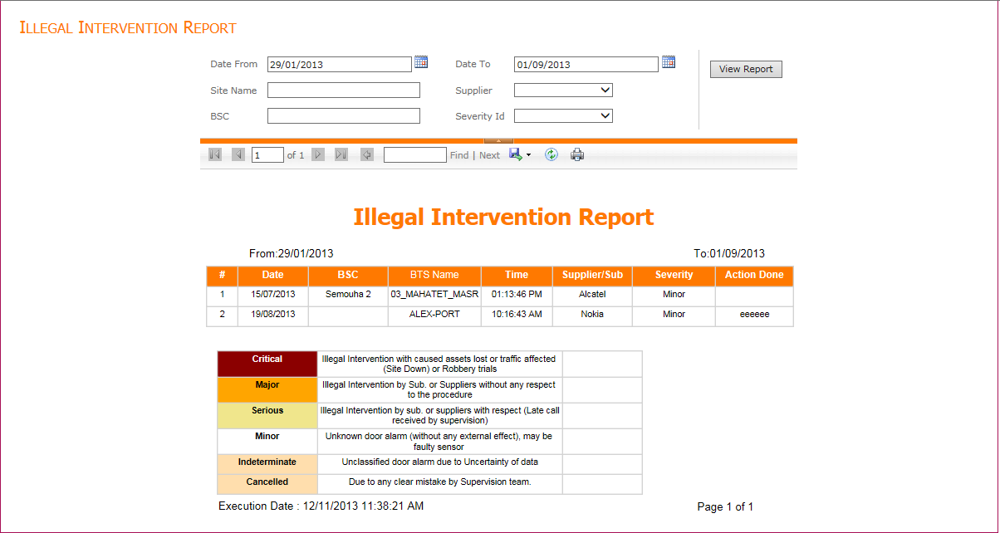 ILLEGAL INTERVENTION REPORT
Date From 29/01/2013 Date To 01/09/2013 View Report
Site Name Supplier
BSC Severity Id
1 of 1 Find | Next
Illegal Intervention Report
From:29/01/2013 To:01/09/2013
# Date BSC BTS Name Time Supplier/Sub Severity Action Done
1 15/07/2013 Semouha 2 03_MAHATET_MASR 01:13:46 PM Alcatel Minor
2 19/08/2013 ALEX-PORT 10:16:43 AM Nokia Minor eeeeee
Critical Illegal Intervention with caused assets lost or traffic affected
(Site Down) or Robbery trials
Major Illegal Intervention by Sub. or Suppliers without any respect
to the procedure
Serious Illegal Intervention by sub. or suppliers with respect (Late call
received by supervision)
Minor Unknown door alarm (without any external effect), may be
faulty sensor
Indeterminate Unclassified door alarm due to Uncertainty of data
Cancelled Due to any clear mistake by Supervision team.
Execution Date : 12/11/2013 11:38:21 AM Page 1 of 1